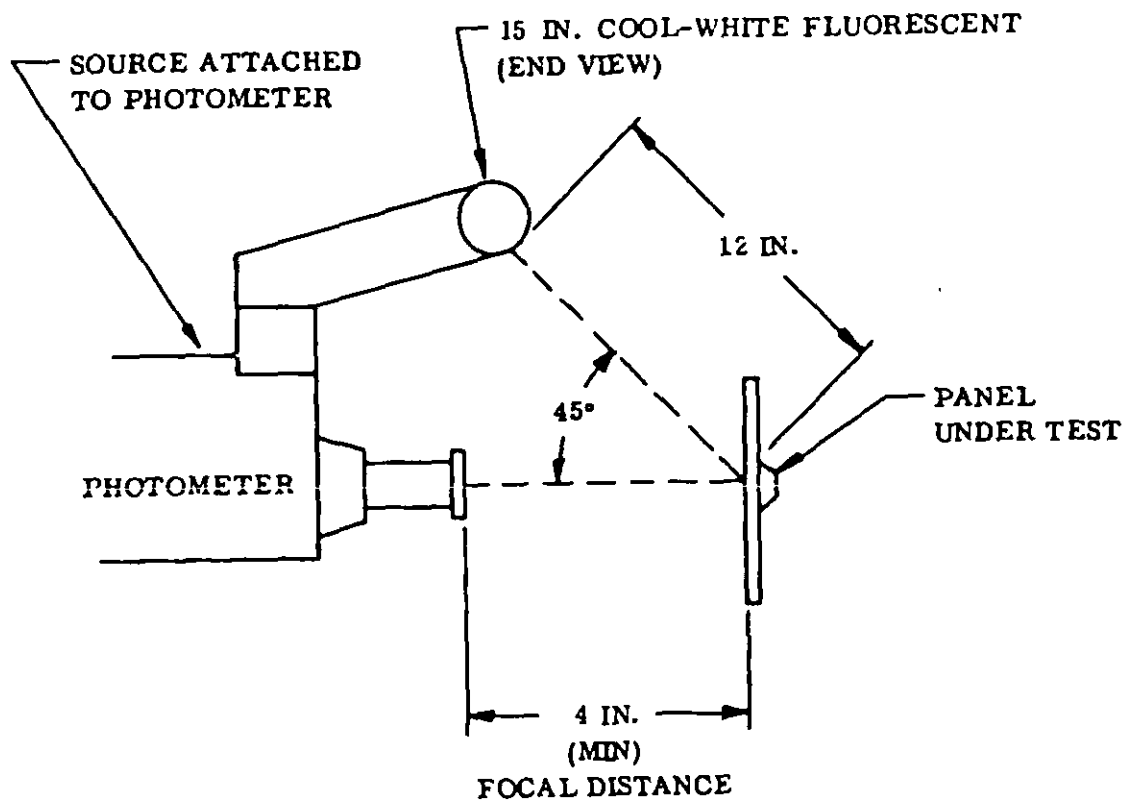 15 IN. COOL-WHITE FLUORESCENT
(END VIEW)
SOURCE ATTACHED
TO PHOTOMETER
12 IN.
45°
PANEL
UNDER TEST
PHOTOMETER
4 IN.
(MIN)
FOCAL DISTANCE